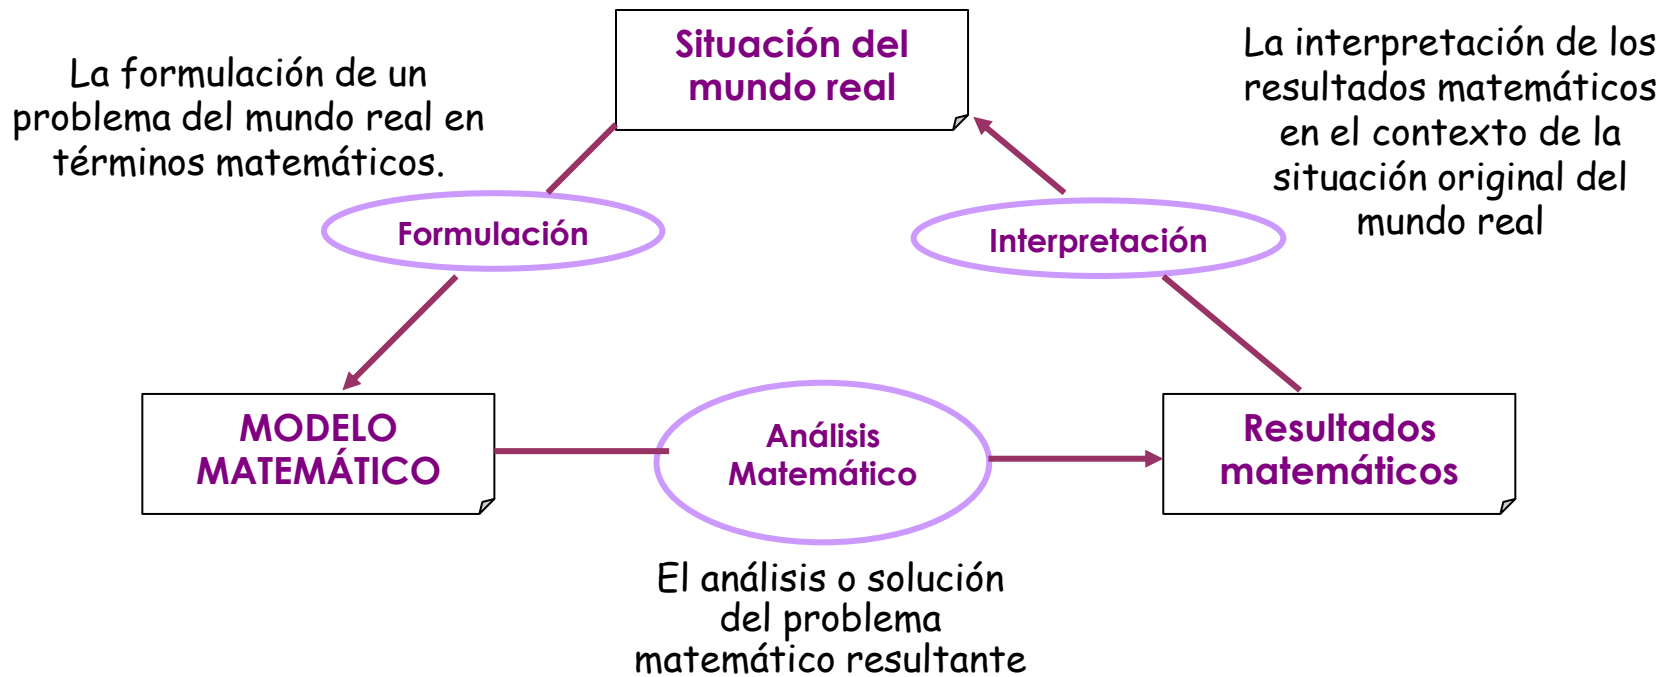 Situación del
mundo real
La formulación de un
problema del mundo real en
términos matemáticos.
La interpretación de los
resultados matemáticos
en el contexto de la
situación original del
mundo real
Formulación
Interpretación
MODELO
MATEMÁTICO
Análisis
Matemático
Resultados
matemáticos
El análisis o solución
del problema
matemático resultante